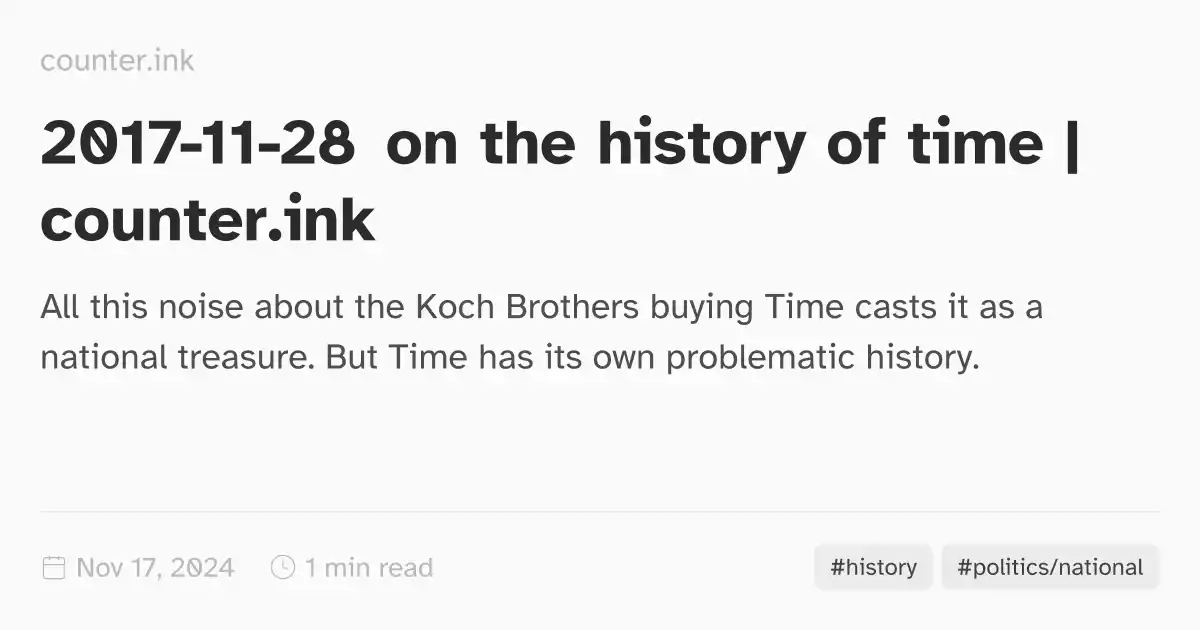 counter.ink
2017-11-28 on the history of time |
counter.ink
All this noise about the Koch Brothers buying Time casts it as a
national treasure. But Time has its own problematic history.
Nov 17, 2024 1 min read #history #politics/national